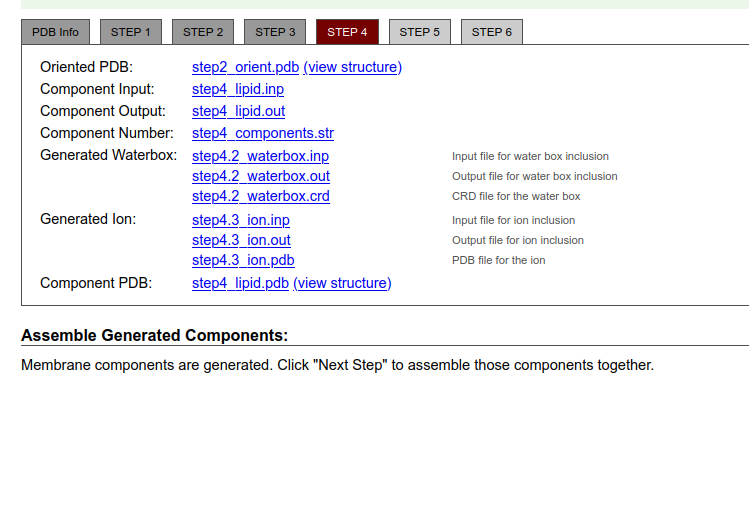 PDB Info STEP 1 STEP 2 STEP 3 STEP 4 STEP 5 STEP 6
Oriented PDB: step2_orient.pdb (view structure)
Component Input: step4_lipid.inp
Component Output: step4_lipid.out
Component Number: step4_components.str
Generated Waterbox: step4.2_waterbox.inp Input file for water box inclusion
step4.2_waterbox.out Output file for water box inclusion
step4.2_waterbox.crd CRD file for the water box
Generated Ion: step4.3_ion.inp Input file for ion inclusion
step4.3_ion.out Output file for ion inclusion
step4.3_ion.pdb PDB file for the ion
Component PDB: step4_lipid.pdb (view structure)
Assemble Generated Components:
Membrane components are generated. Click "Next Step" to assemble those components together.